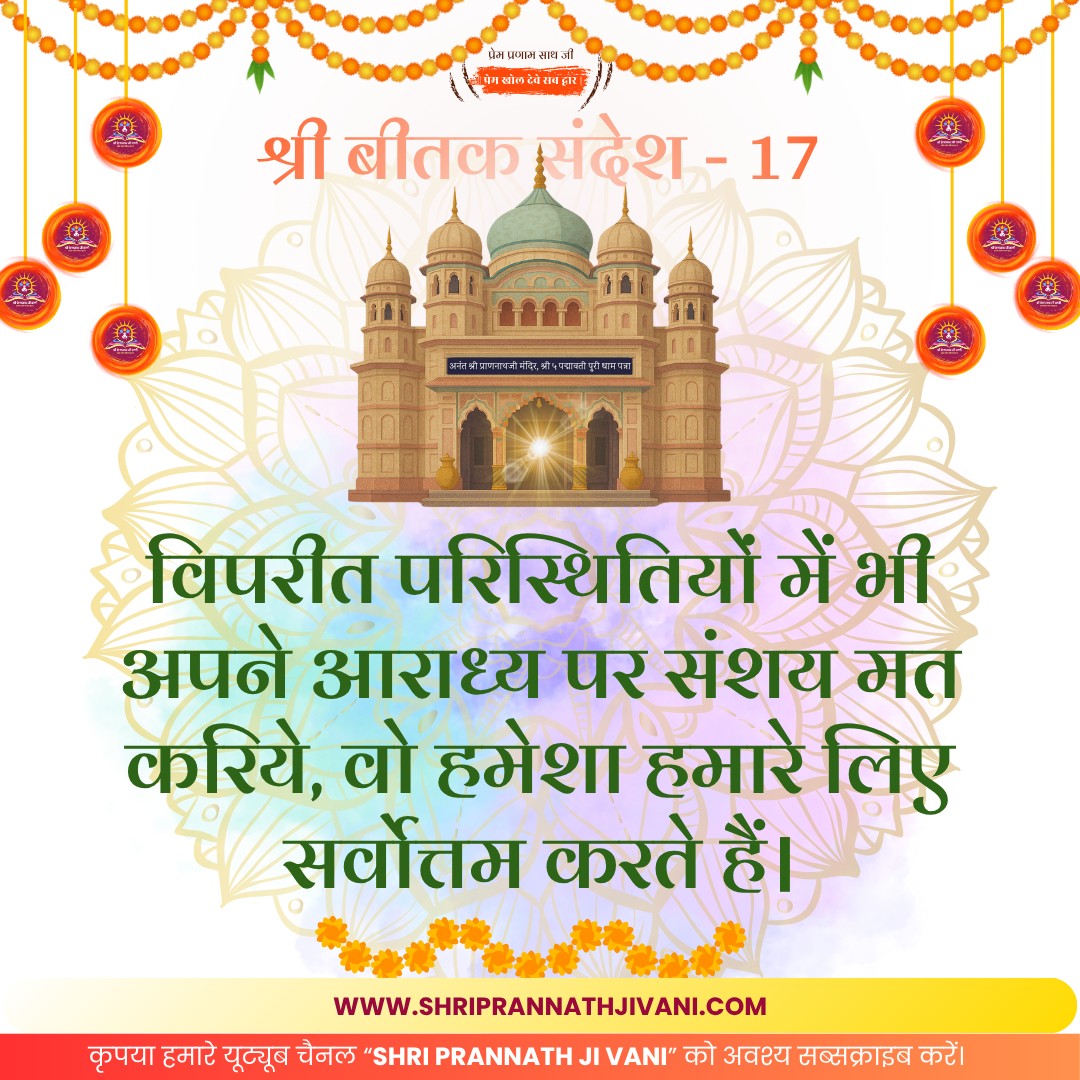 प्रेम प्रणाम साथ जी
प्रेम खोल देवे सब द्वार
श्री बीतक संदेश - 17
अनंत श्री प्राणनाथजी मंदिर, श्री ५ पद्मावती पुरी धाम पन्ना
विपरीत परिस्थितियों में भी
अपने आराध्य पर संशय मत
करिये, वो हमेशा हमारे लिए
सर्वोत्तम करते हैं।
WWW.SHRIPRANNATHJIVANI.COM
कृपया हमारे यूट्यूब चैनल “SHRI PRANNATH JI VANI” को अवश्य सब्सक्राइब करें।